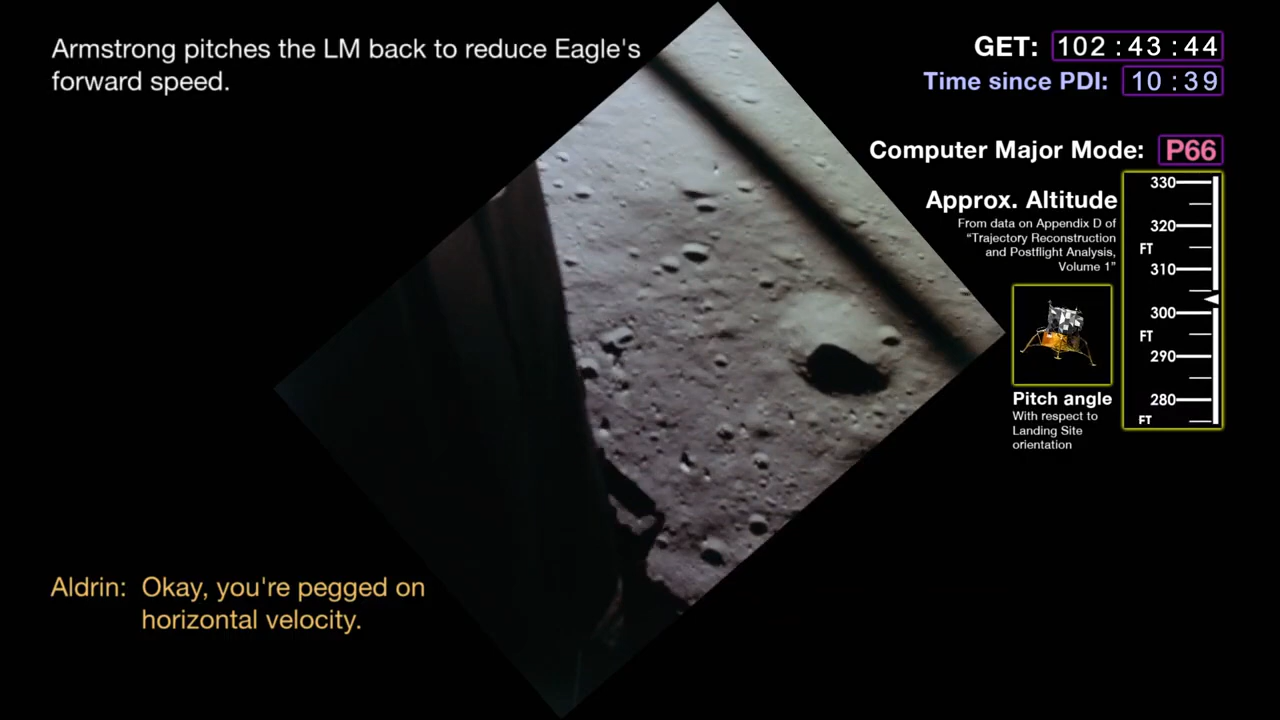 Armstrong pitches the LM back to reduce Eagle's
forward speed.
GET: 102:43:44
Time since PDI: 10:39
Computer Major Mode: P66
Approx. Altitude
From data on Appendix D of
"Trajectory Reconstruction
and Postflight Analysis,
Volume 1"
330
320
FT
310
300
FT
290
280
FT
Pitch angle
With respect to
Landing Site
orientation
Aldrin: Okay, you're pegged on
horizontal velocity.